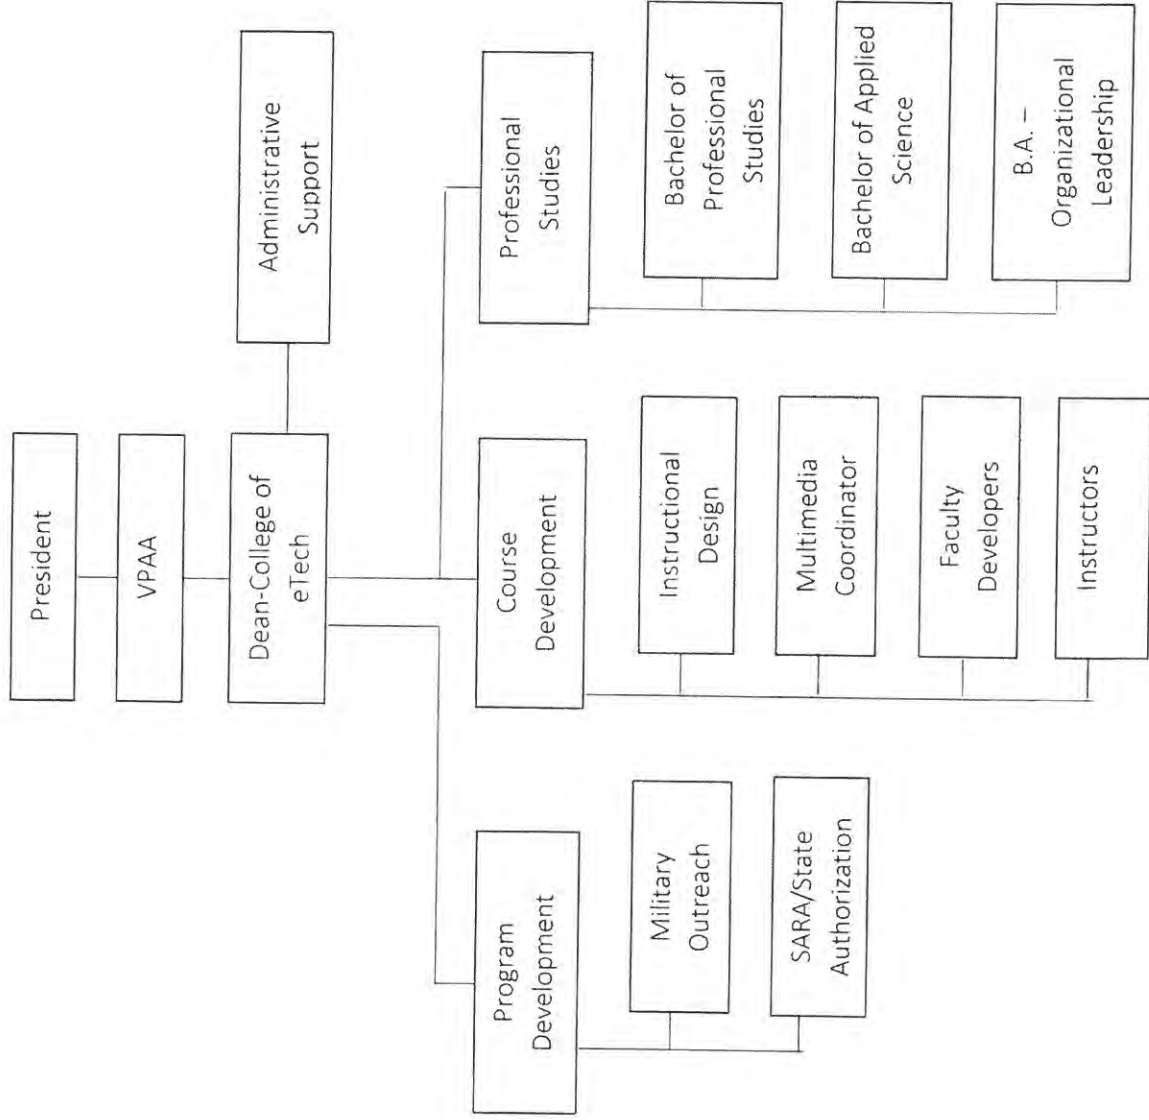 President
VPAA
Dean-College of
eTech
Administrative
Support
Program
Development
Military
Outreach
SARA/State
Authorization
Course
Development
Instructional
Design
Multimedia
Coordinator
Faculty
Developers
Instructors
Professional
Studies
Bachelor of
Professional
Studies
Bachelor of Applied
Science
B.A. –
Organizational
Leadership